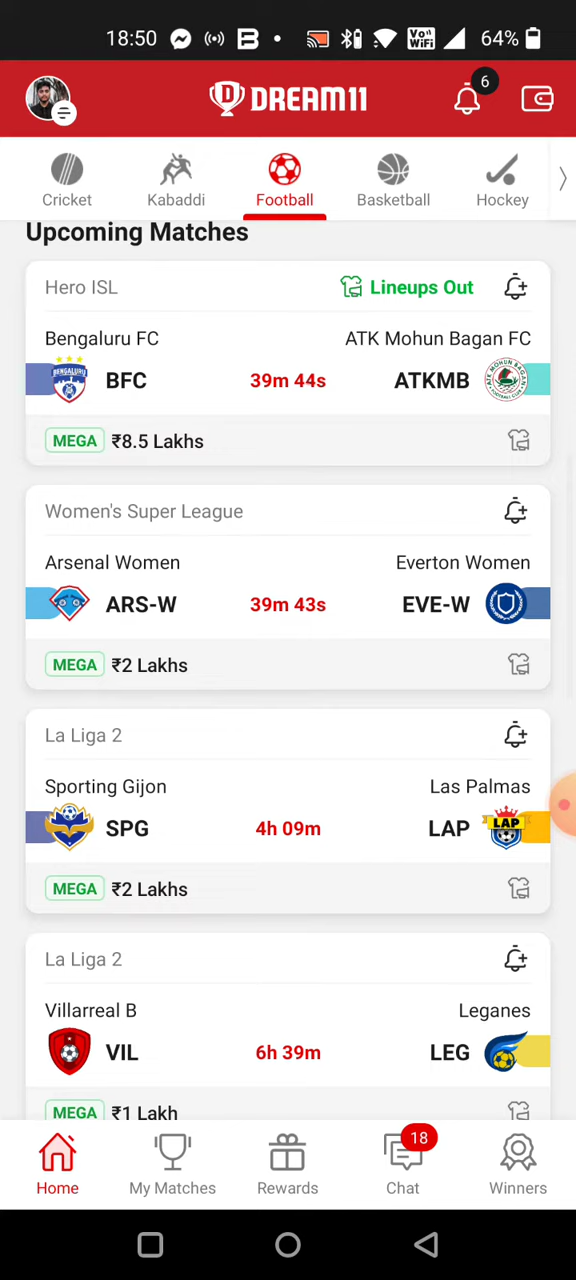 18:50
Vo))
WiFi
64%
DREAM11
6
Cricket
Kabaddi
Football
Basketball
Hockey
Upcoming Matches
Hero ISL
Lineups Out
Bengaluru FC
ATK Mohun Bagan FC
BENGALURU
BFC
39m 44s
ATKMB
MEGA
₹8.5 Lakhs
Women's Super League
Arsenal Women
Everton Women
ARS-W
39m 43s
EVE-W
MEGA
₹2 Lakhs
La Liga 2
Sporting Gijon
Las Palmas
SPG
4h 09m
LAP
LAP
MEGA
₹2 Lakhs
La Liga 2
Villarreal B
Leganes
VIL
6h 39m
LEG
MEGA
₹1 Lakh
Home
My Matches
Rewards
18
Chat
Winners